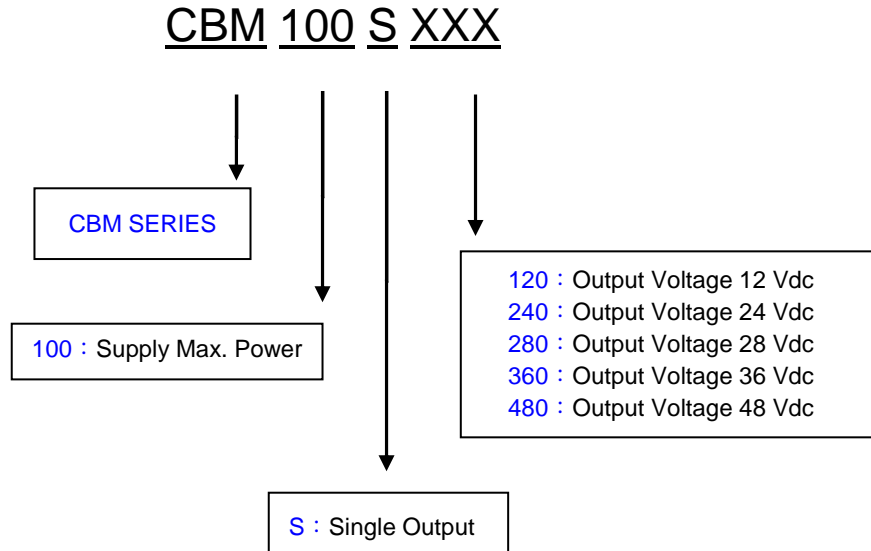 CBM 100 S XXX
CBM SERIES
100：Supply Max. Power
120：Output Voltage 12 Vdc
240：Output Voltage 24 Vdc
280：Output Voltage 28 Vdc
360：Output Voltage 36 Vdc
480：Output Voltage 48 Vdc
S：Single Output